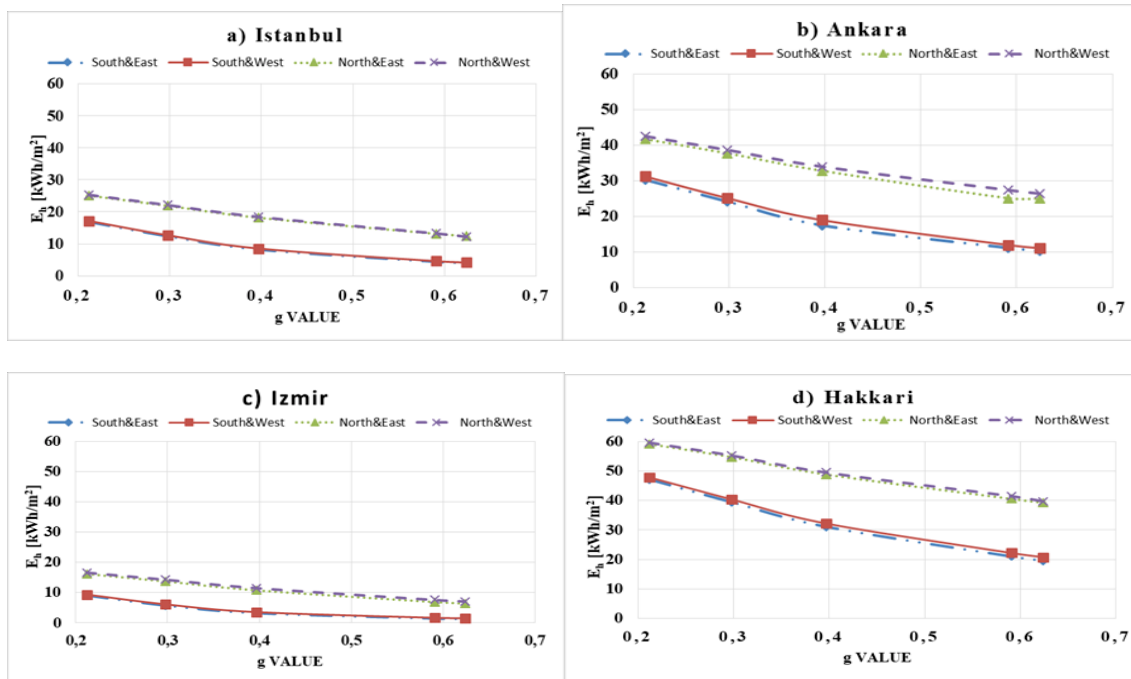 a) Istanbul
South&East South&West North&East North&West
60
50
40
30
20
10
0
E_h [kWh/m²]
0,2 0,3 0,4 0,5 0,6 0,7
g VALUE
b) Ankara
South&East South&West North&East North&West
60
50
40
30
20
10
0
E_h [kWh/m²]
0,2 0,3 0,4 0,5 0,6 0,7
g VALUE
c) Izmir
South&East South&West North&East North&West
60
50
40
30
20
10
0
E_h [kWh/m²]
0,2 0,3 0,4 0,5 0,6 0,7
g VALUE
d) Hakkari
South&East South&West North&East North&West
60
50
40
30
20
10
0
E_h [kWh/m²]
0,2 0,3 0,4 0,5 0,6 0,7
g VALUE